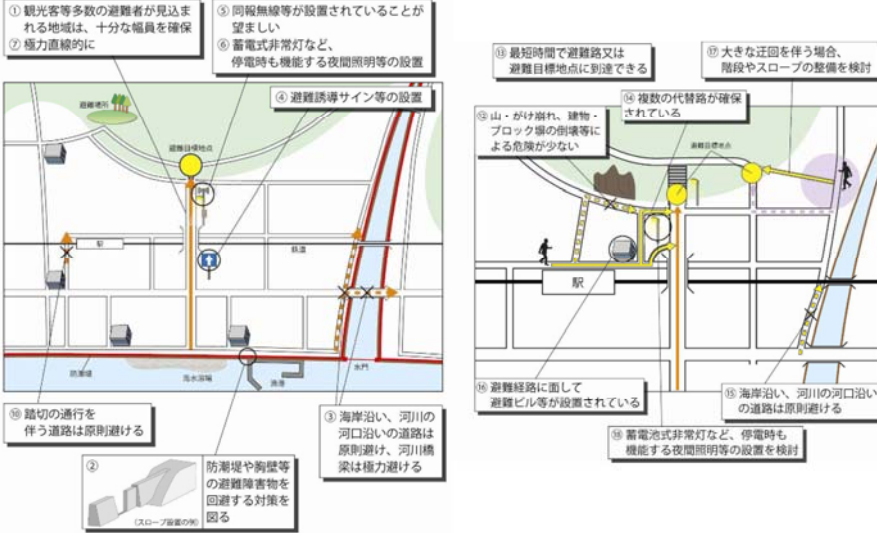 ① 観光客等多数の避難者が見込ま
れる地域は、十分な幅員を確保
⑦ 極力直線的に
⑤ 同報無線等が設置されていることが
望ましい
⑥ 蓄電式非常灯など、
停電時も機能する夜間照明等の設置
④ 避難誘導サイン等の設置
避難場所
避難目標地点
駅
鉄道
防潮堤
海水浴場
漁港
水門
⑩ 踏切の通行を
伴う道路は原則避ける
②
(スロープ設置の例)
防潮堤や胸壁等
の避難障害物を
回避する対策を
図る
③ 海岸沿い、河川の
河口沿いの道路は
原則避け、河川橋
梁は極力避ける
⑬ 最短時間で避難路又は
避難目標地点に到達できる
⑰ 大きな迂回を伴う場合、
階段やスロープの整備を検討
⑭ 複数の代替路が確保
されている
⑫ 山・がけ崩れ、建物・
ブロック塀の倒壊等に
よる危険が少ない
避難目標地点
駅
⑯ 避難経路に面して
避難ビル等が設置されている
⑮ 海岸沿い、河川の河口沿い
の道路は原則避ける
⑱ 蓄電池式非常灯など、停電時も
機能する夜間照明等の設置を検討